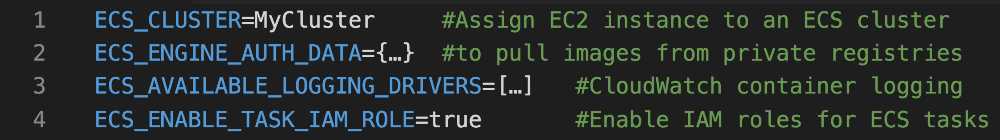 1 ECS_CLUSTER=MyCluster #Assign EC2 instance to an ECS cluster
2 ECS_ENGINE_AUTH_DATA={…} #to pull images from private registries
3 ECS_AVAILABLE_LOGGING_DRIVERS=[…] #CloudWatch container logging
4 ECS_ENABLE_TASK_IAM_ROLE=true #Enable IAM roles for ECS tasks